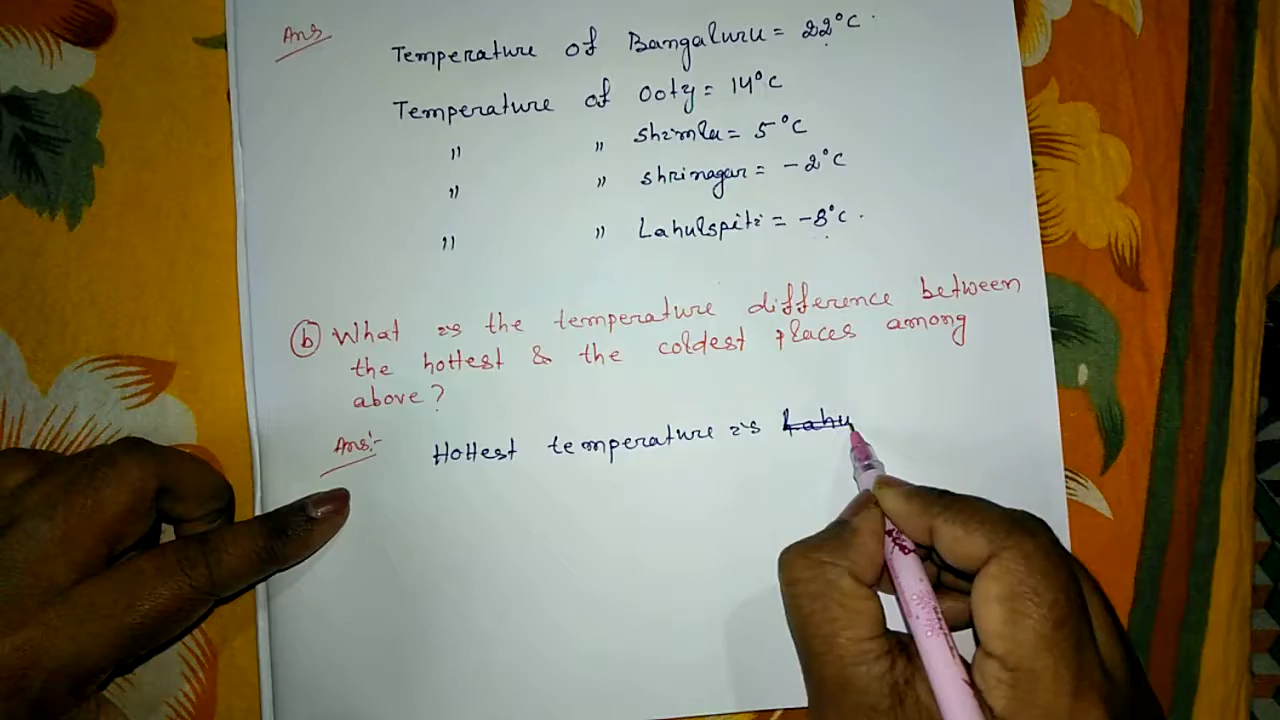 Ans
Temperature of Bangaluru = 22°C.
Temperature of Ooty = 14°C
" " Shimla = 5°C
" " Shrinagar = -2°C
" " Lahulspiti = -8°C.
(b) What is the temperature difference between
the hottest & the coldest places among
above?
Ans:- Hottest temperature is Lahu